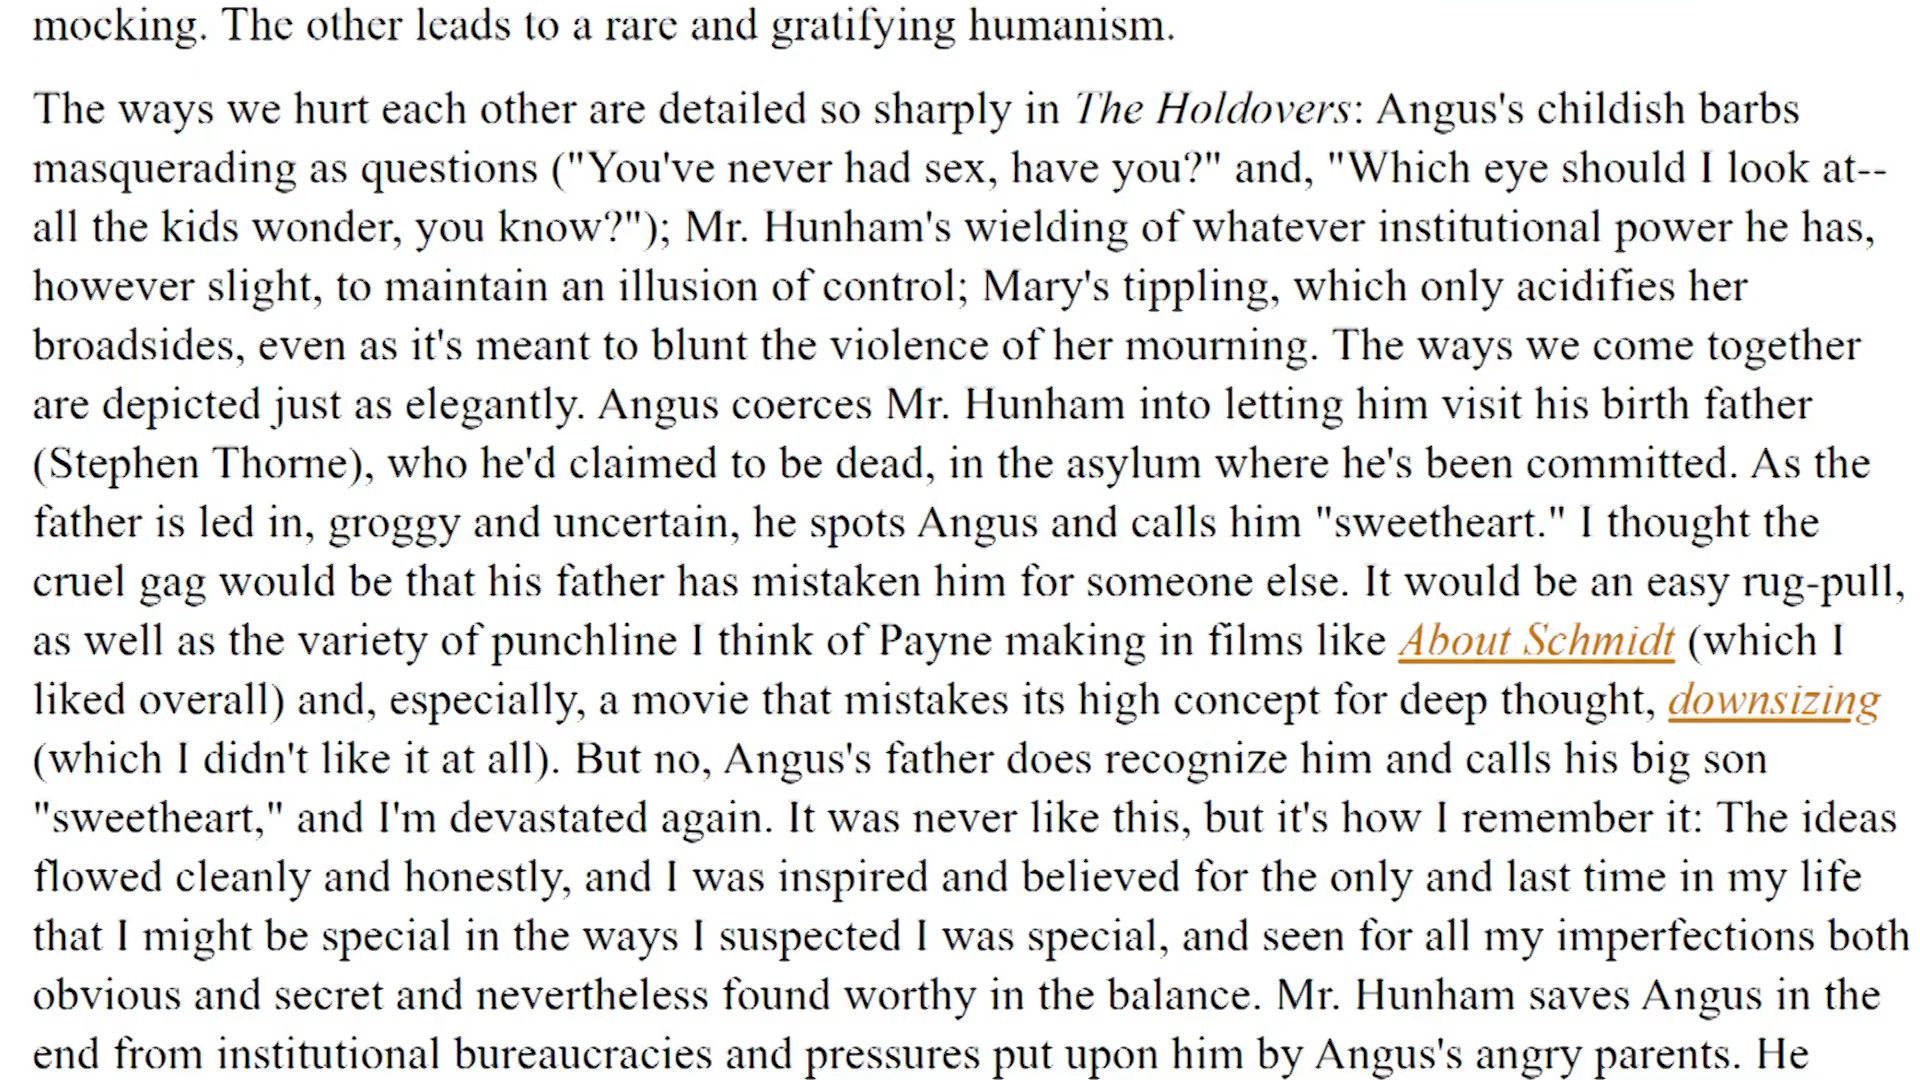 mocking. The other leads to a rare and gratifying humanism.
The ways we hurt each other are detailed so sharply in The Holdovers: Angus's childish barbs
masquerading as questions ("You've never had sex, have you?" and, "Which eye should I look at--
all the kids wonder, you know?"); Mr. Hunham's wielding of whatever institutional power he has,
however slight, to maintain an illusion of control; Mary's tippling, which only acidifies her
broadsides, even as it's meant to blunt the violence of her mourning. The ways we come together
are depicted just as elegantly. Angus coerces Mr. Hunham into letting him visit his birth father
(Stephen Thorne), who he'd claimed to be dead, in the asylum where he's been committed. As the
father is led in, groggy and uncertain, he spots Angus and calls him "sweetheart." I thought the
cruel gag would be that his father has mistaken him for someone else. It would be an easy rug-pull,
as well as the variety of punchline I think of Payne making in films like About Schmidt (which I
liked overall) and, especially, a movie that mistakes its high concept for deep thought, downsizing
(which I didn't like it at all). But no, Angus's father does recognize him and calls his big son
"sweetheart," and I'm devastated again. It was never like this, but it's how I remember it: The ideas
flowed cleanly and honestly, and I was inspired and believed for the only and last time in my life
that I might be special in the ways I suspected I was special, and seen for all my imperfections both
obvious and secret and nevertheless found worthy in the balance. Mr. Hunham saves Angus in the
end from institutional bureaucracies and pressures put upon him by Angus's angry parents. He